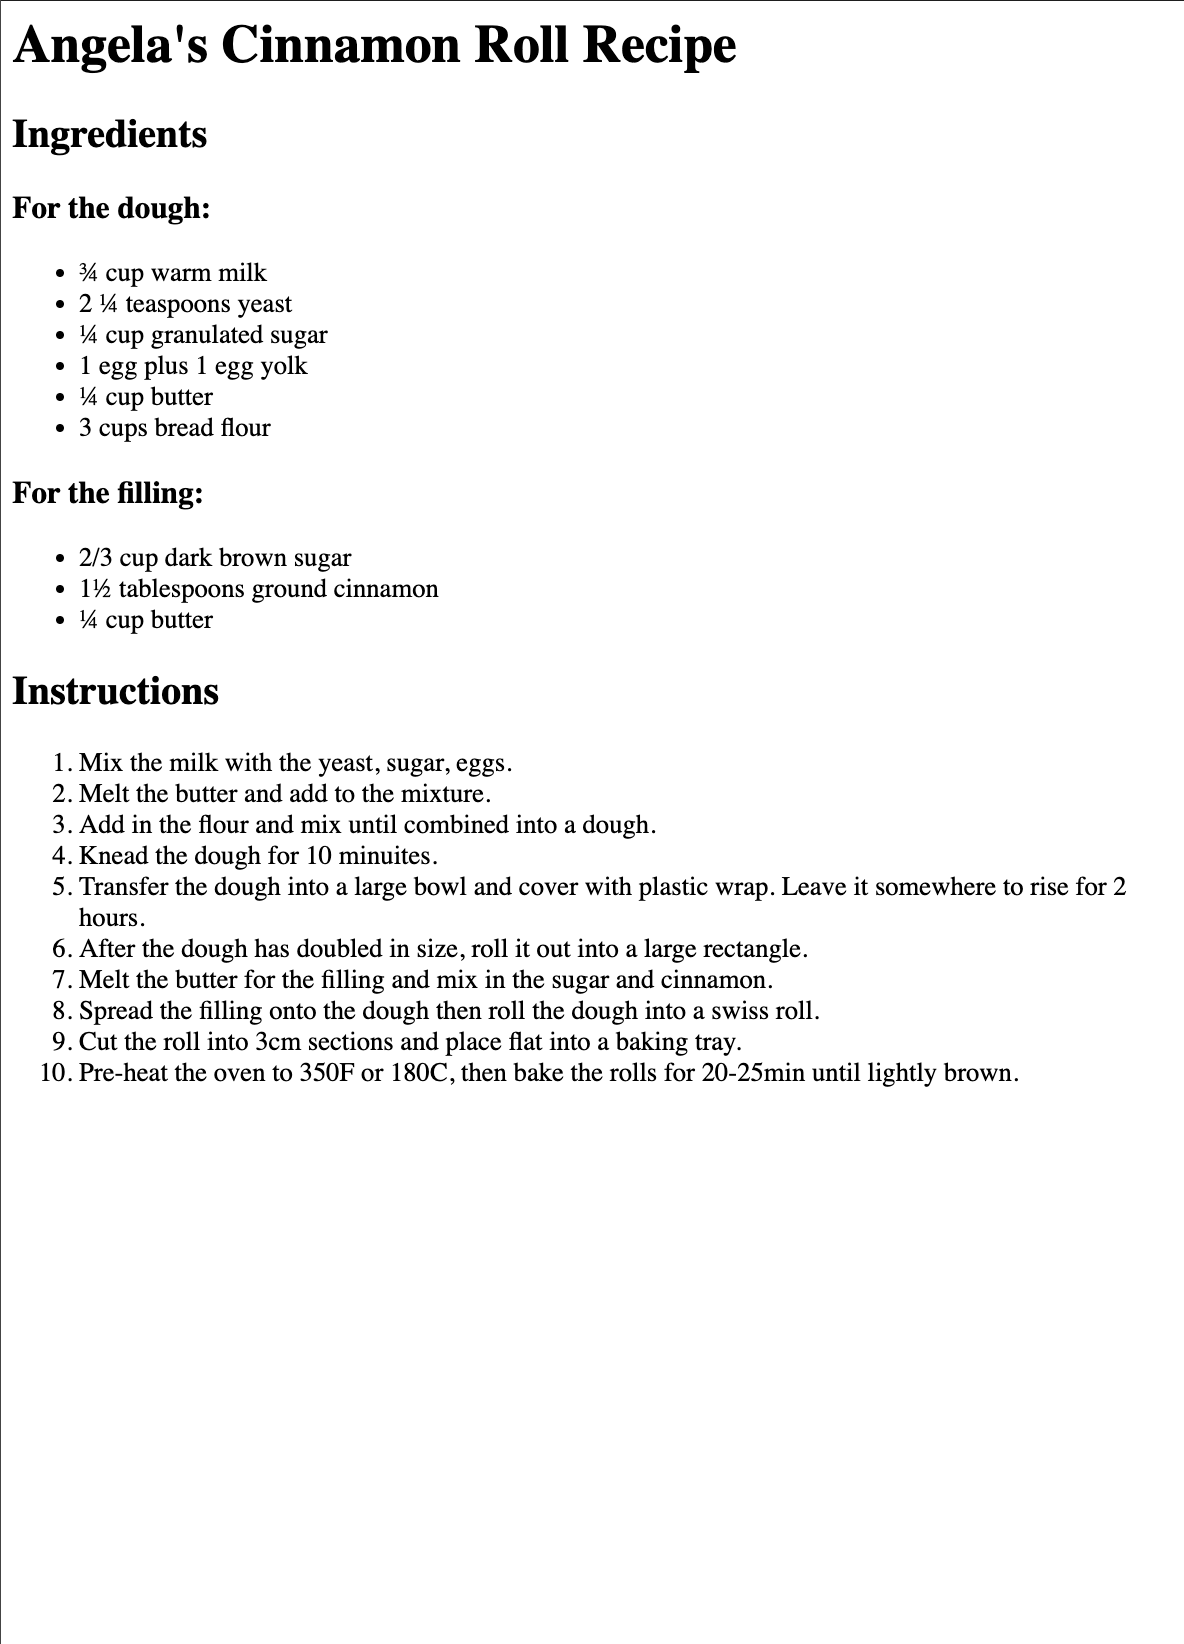 Angela's Cinnamon Roll Recipe
Ingredients
For the dough:
• ¾ cup warm milk
• 2 ¼ teaspoons yeast
• ¼ cup granulated sugar
• 1 egg plus 1 egg yolk
• ¼ cup butter
• 3 cups bread flour
For the filling:
• 2/3 cup dark brown sugar
• 1½ tablespoons ground cinnamon
• ¼ cup butter
Instructions
1. Mix the milk with the yeast, sugar, eggs.
2. Melt the butter and add to the mixture.
3. Add in the flour and mix until combined into a dough.
4. Knead the dough for 10 minuites.
5. Transfer the dough into a large bowl and cover with plastic wrap. Leave it somewhere to rise for 2
hours.
6. After the dough has doubled in size, roll it out into a large rectangle.
7. Melt the butter for the filling and mix in the sugar and cinnamon.
8. Spread the filling onto the dough then roll the dough into a swiss roll.
9. Cut the roll into 3cm sections and place flat into a baking tray.
10. Pre-heat the oven to 350F or 180C, then bake the rolls for 20-25min until lightly brown.